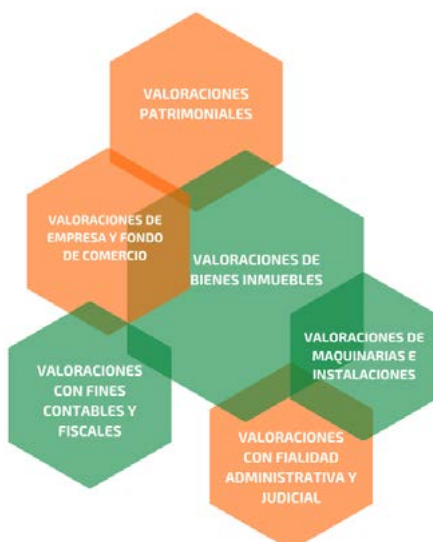 VALORACIONES
PATRIMONIALES
VALORACIONES DE
EMPRESA Y FONDO
DE COMERCIO
VALORACIONES DE
BIENES INMUEBLES
VALORACIONES DE
MAQUINARIAS E
INSTALACIONES
VALORACIONES
CON FINES
CONTABLES Y
FISCALES
VALORACIONES
CON FIALIDAD
ADMINISTRATIVA Y
JUDICIAL